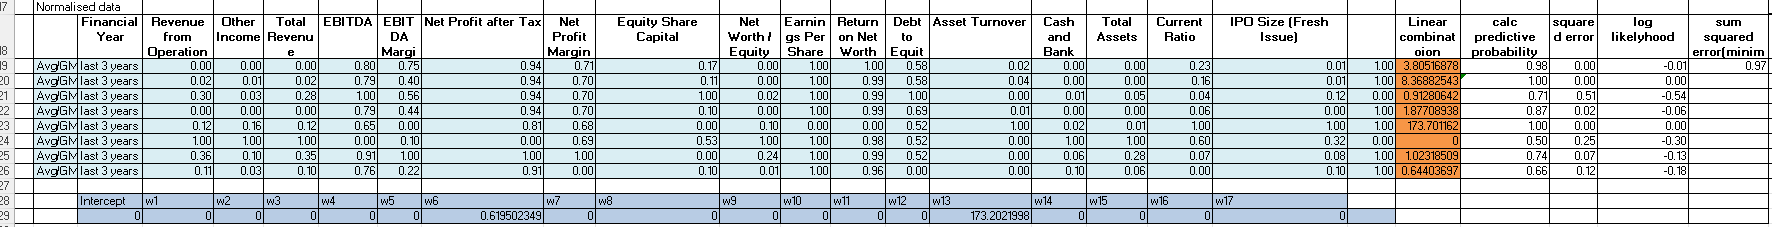 17 Normalised data
18 Financial Year Revenue from Operation Other Income Total Revenue EBITDA EBITDA Margi Net Profit after Tax Net Profit Margin Equity Share Capital Net Worth / Equity Earnings Per Share Return on Net Worth Debt to Equit Asset Turnover Cash and Bank Total Assets Current Ratio IPO Size (Fresh Issue) Linear combination calc predictive probability squared error log likelyhood sum squared error(minim
19 Avg/GM last 3 years 0.00 0.00 0.00 0.80 0.75 0.94 0.71 0.17 0.00 1.00 1.00 0.58 0.02 0.00 0.00 0.23 0.01 1.00 3.80516878 0.98 0.00 -0.01 0.97
20 Avg/GM last 3 years 0.02 0.01 0.02 0.79 0.40 0.94 0.70 0.11 0.00 1.00 0.99 0.58 0.04 0.00 0.00 0.16 0.01 1.00 8.36882543 1.00 0.00 0.00
21 Avg/GM last 3 years 0.30 0.03 0.28 1.00 0.56 0.94 0.70 1.00 0.02 1.00 0.99 1.00 0.00 0.01 0.05 0.04 0.12 0.00 0.91280642 0.71 0.51 -0.54
22 Avg/GM last 3 years 0.00 0.00 0.00 0.79 0.44 0.94 0.70 0.10 0.00 1.00 0.99 0.69 0.01 0.00 0.00 0.06 0.00 1.00 1.87708938 0.87 0.02 -0.06
23 Avg/GM last 3 years 0.12 0.16 0.12 0.65 0.00 0.81 0.68 0.00 0.10 0.00 0.00 0.52 1.00 0.02 0.01 1.00 1.00 1.00 173.701162 1.00 0.00 0.00
24 Avg/GM last 3 years 1.00 1.00 1.00 0.00 0.10 0.00 0.69 0.53 1.00 1.00 0.98 0.52 0.00 1.00 1.00 0.60 0.32 0.00 0 0.50 0.25 -0.30
25 Avg/GM last 3 years 0.36 0.10 0.35 0.91 1.00 1.00 1.00 0.00 0.24 1.00 0.99 0.52 0.00 0.06 0.28 0.07 0.08 1.00 1.02318509 0.74 0.07 -0.13
26 Avg/GM last 3 years 0.11 0.03 0.10 0.76 0.22 0.91 0.00 0.10 0.01 1.00 0.96 0.00 0.00 0.10 0.06 0.00 0.10 1.00 0.64403697 0.66 0.12 -0.18
27
28 Intercept w1 w2 w3 w4 w5 w6 w7 w8 w9 w10 w11 w12 w13 w14 w15 w16 w17
29 0 0 0 0 0 0 0.619502349 0 0 0 0 0 0 173.2021998 0 0 0 0